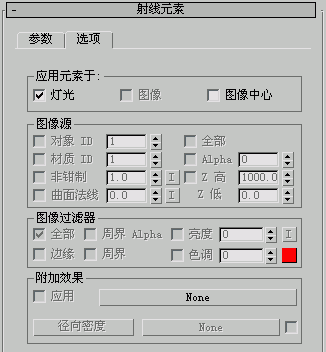 - 射线元素
参数 选项
应用元素于:
灯光 图像 图像中心
图像源
对象 ID 1 全部
材质 ID 1 Alpha 0
非钳制 1.0 I Z 高 1000.0
曲面法线 0.0 I Z 低 0.0
图像过滤器
全部 周界 Alpha 亮度 0 I
边缘 周界 色调 0
附加效果
应用 None
径向密度 None